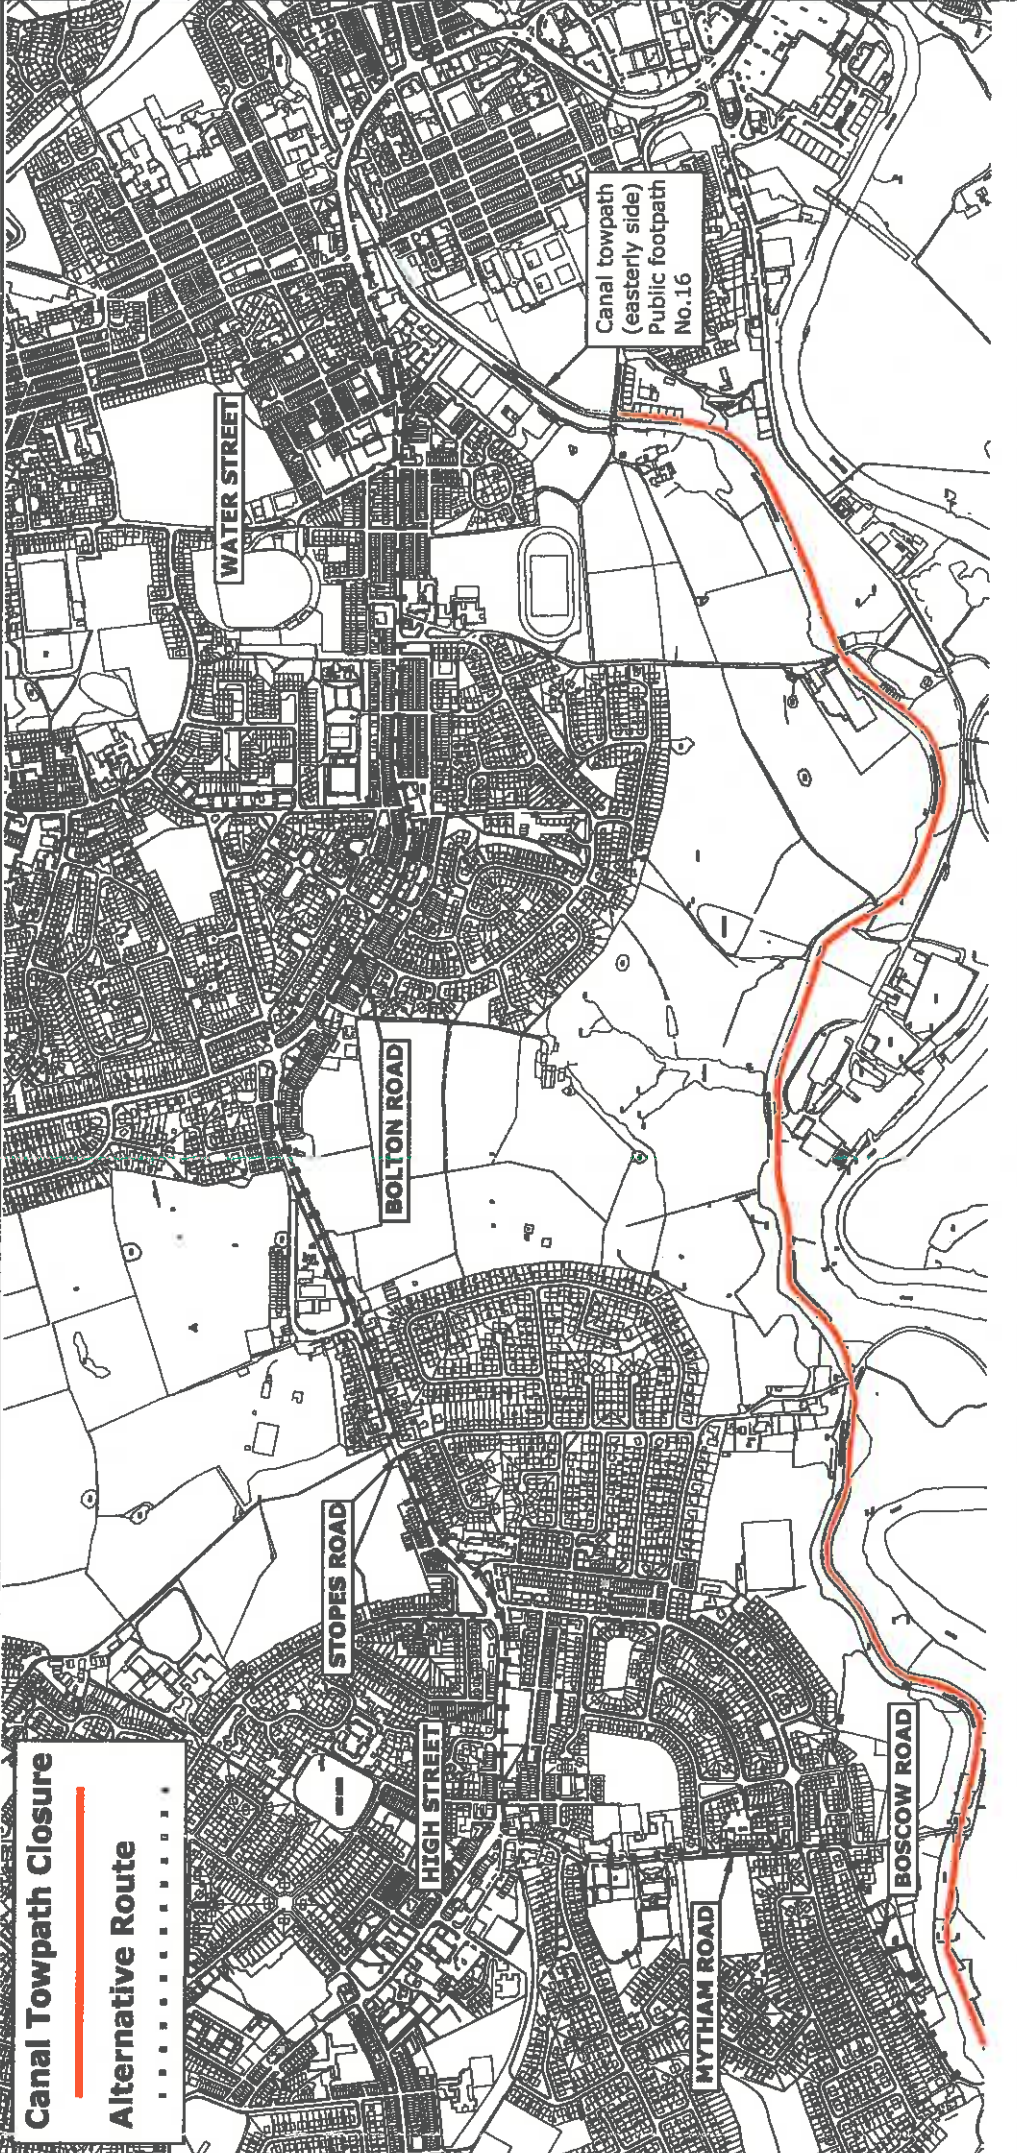 Canal Towpath Closure
Alternative Route
WATER STREET
Canal towpath
(easterly side)
Public footpath
No.16
BOLTON ROAD
STOPES ROAD
HIGH STREET
MYTHAM ROAD
BOSCOW ROAD